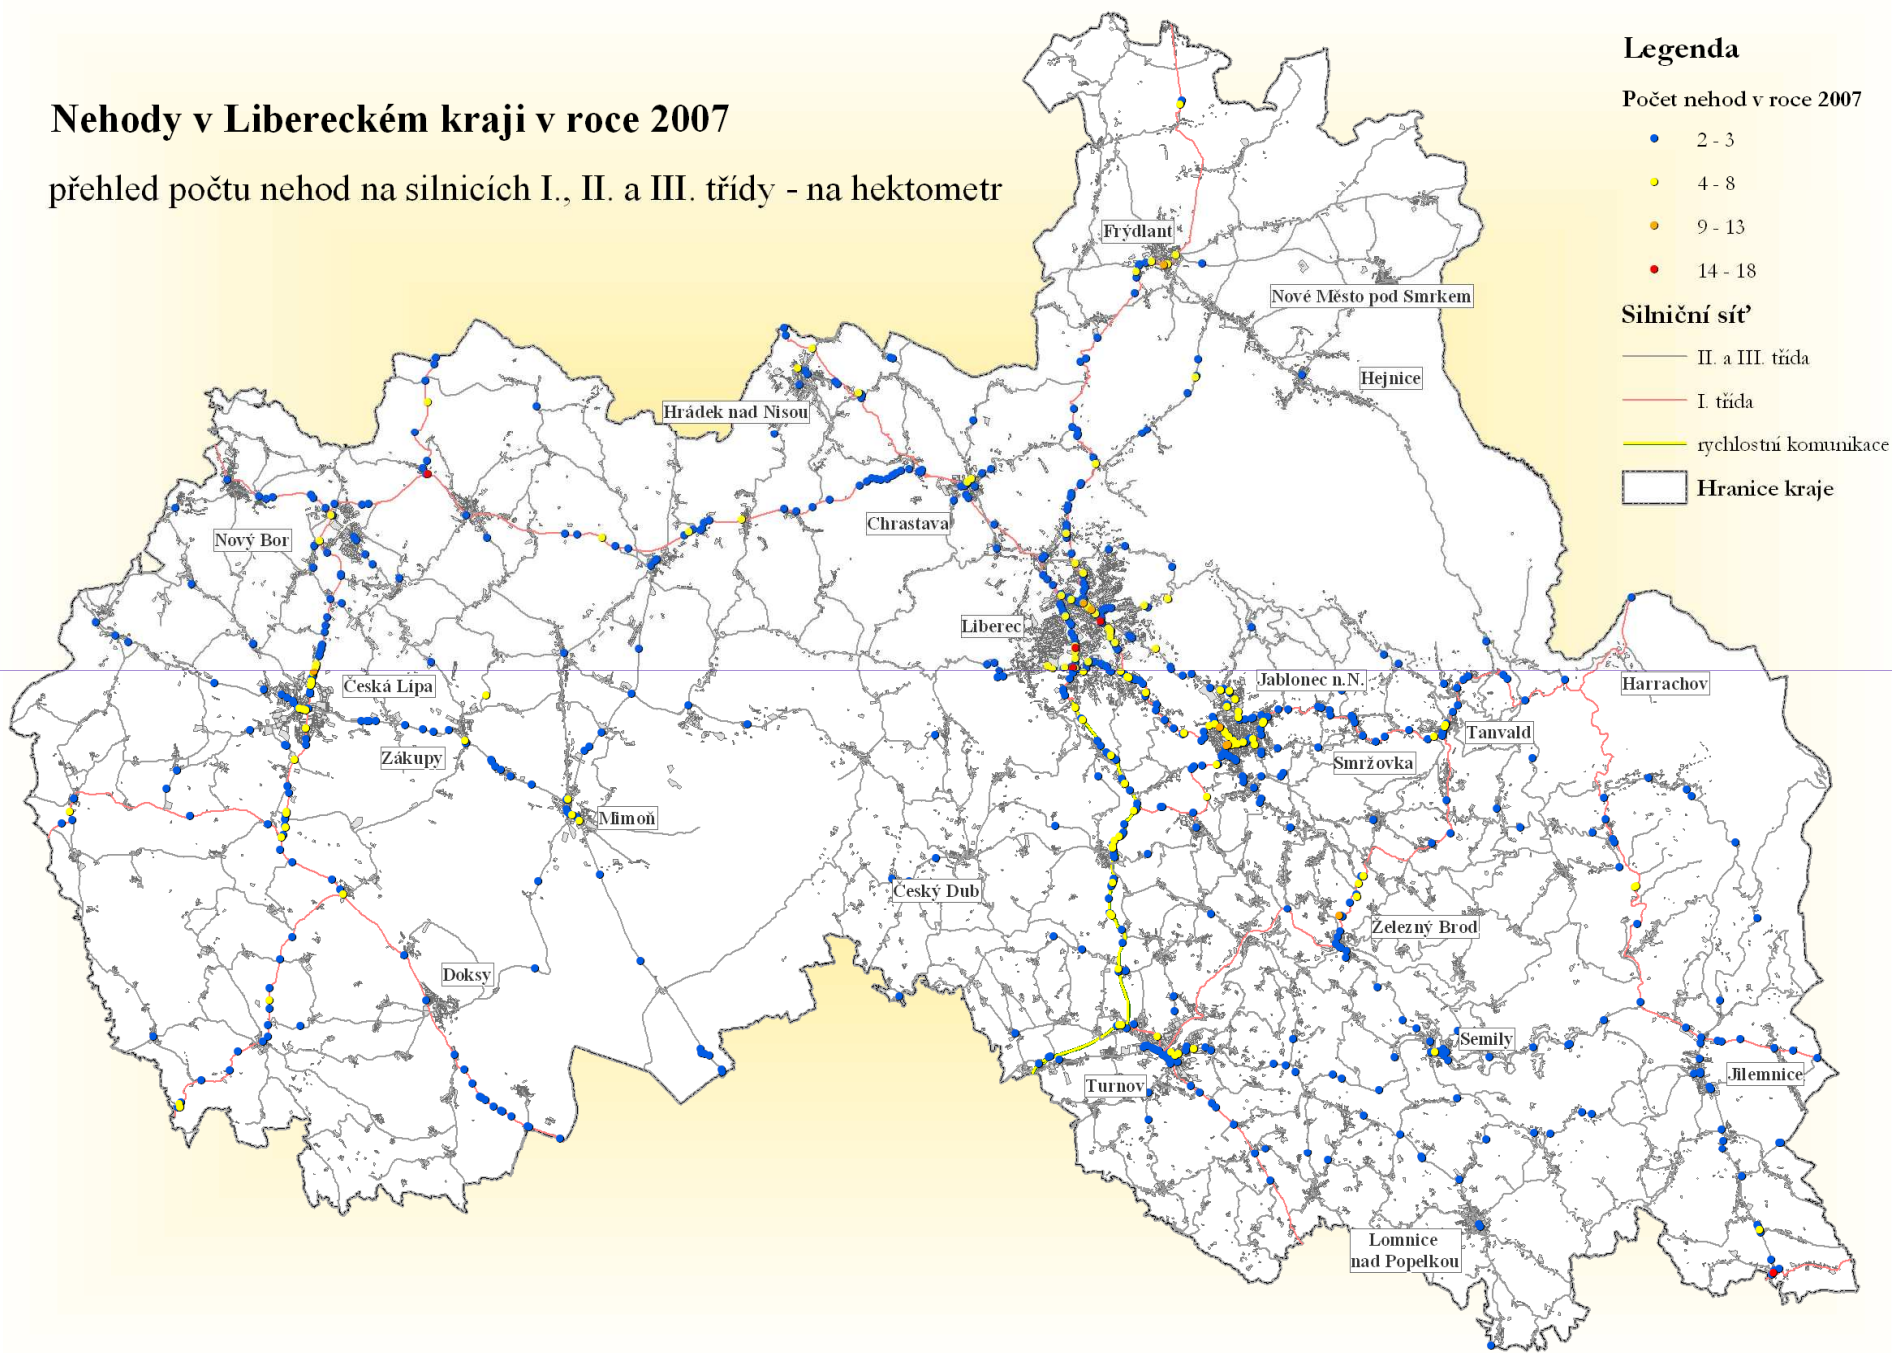 Nehody v Libereckém kraji v roce 2007
přehled počtu nehod na silnicích I., II. a III. třídy - na hektometr
Legenda
Počet nehod v roce 2007
2 - 3
4 - 8
9 - 13
14 - 18
Silniční síť
II. a III. třída
I. třída
rychlostní komunikace
Hranice kraje
Frýdlant
Nové Město pod Smrkem
Hejnice
Hrádek nad Nisou
Chrastava
Nový Bor
Liberec
Česká Lípa
Jablonec n.N.
Harrachov
Tanvald
Zákupy
Smržovka
Mimoň
Český Dub
Železný Brod
Doksy
Semily
Turnov
Jilemnice
Lomnice
nad Popelkou